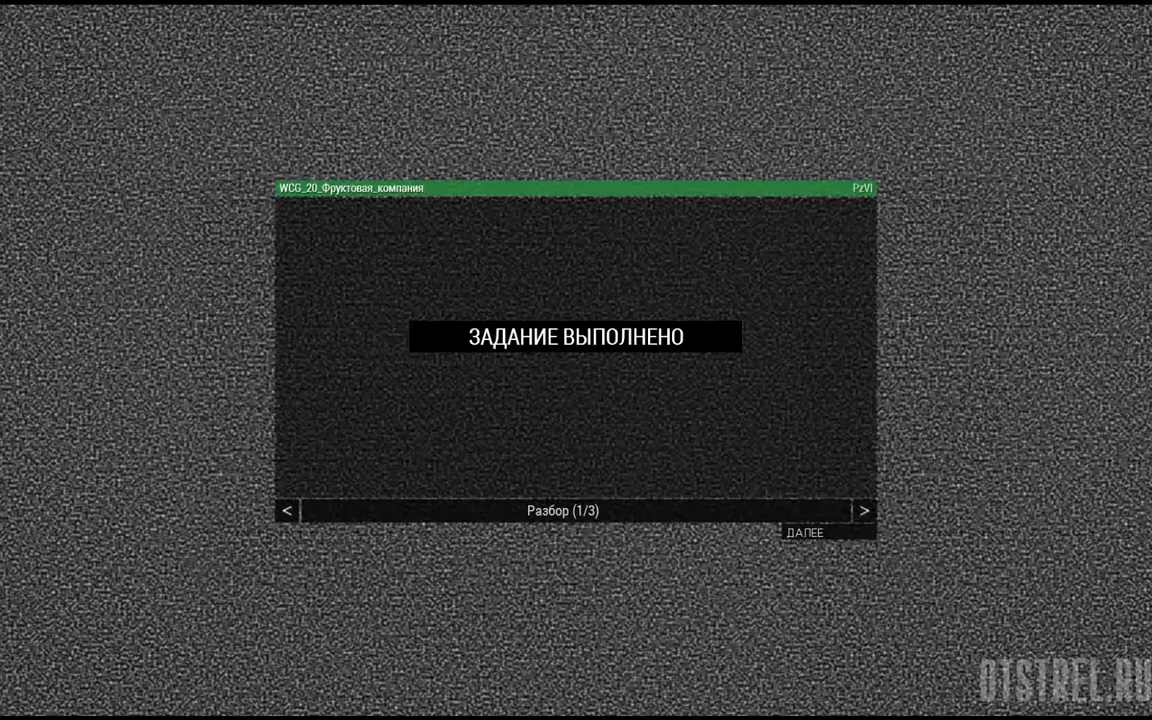 WCG_20_Фруктовая_компания PzVI
ЗАДАНИЕ ВЫПОЛНЕНО
< Разбор (1/3) >
ДАЛЕЕ
OTSTREL.RU